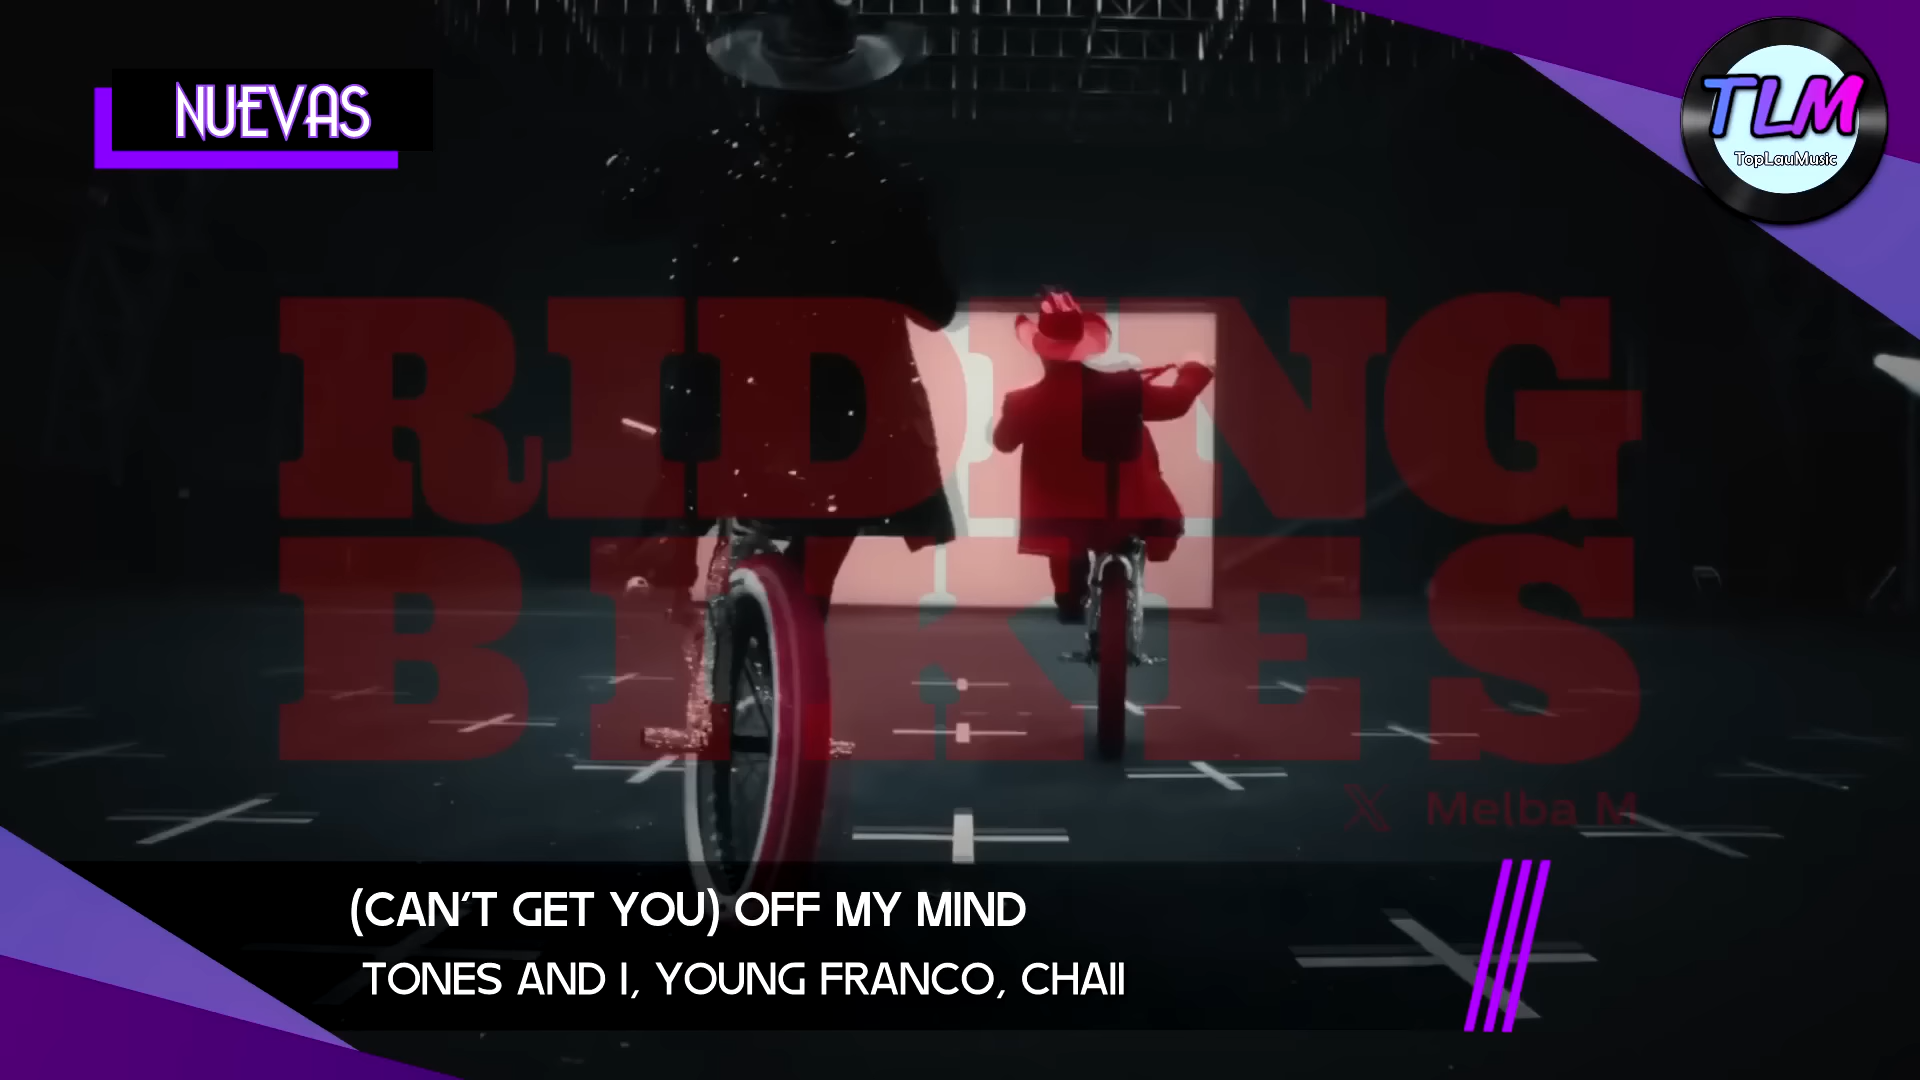 NUEVAS
TLM
TopLauMusic
RIDING
BIKES
X Melba M
(CAN'T GET YOU) OFF MY MIND
TONES AND I, YOUNG FRANCO, CHAII